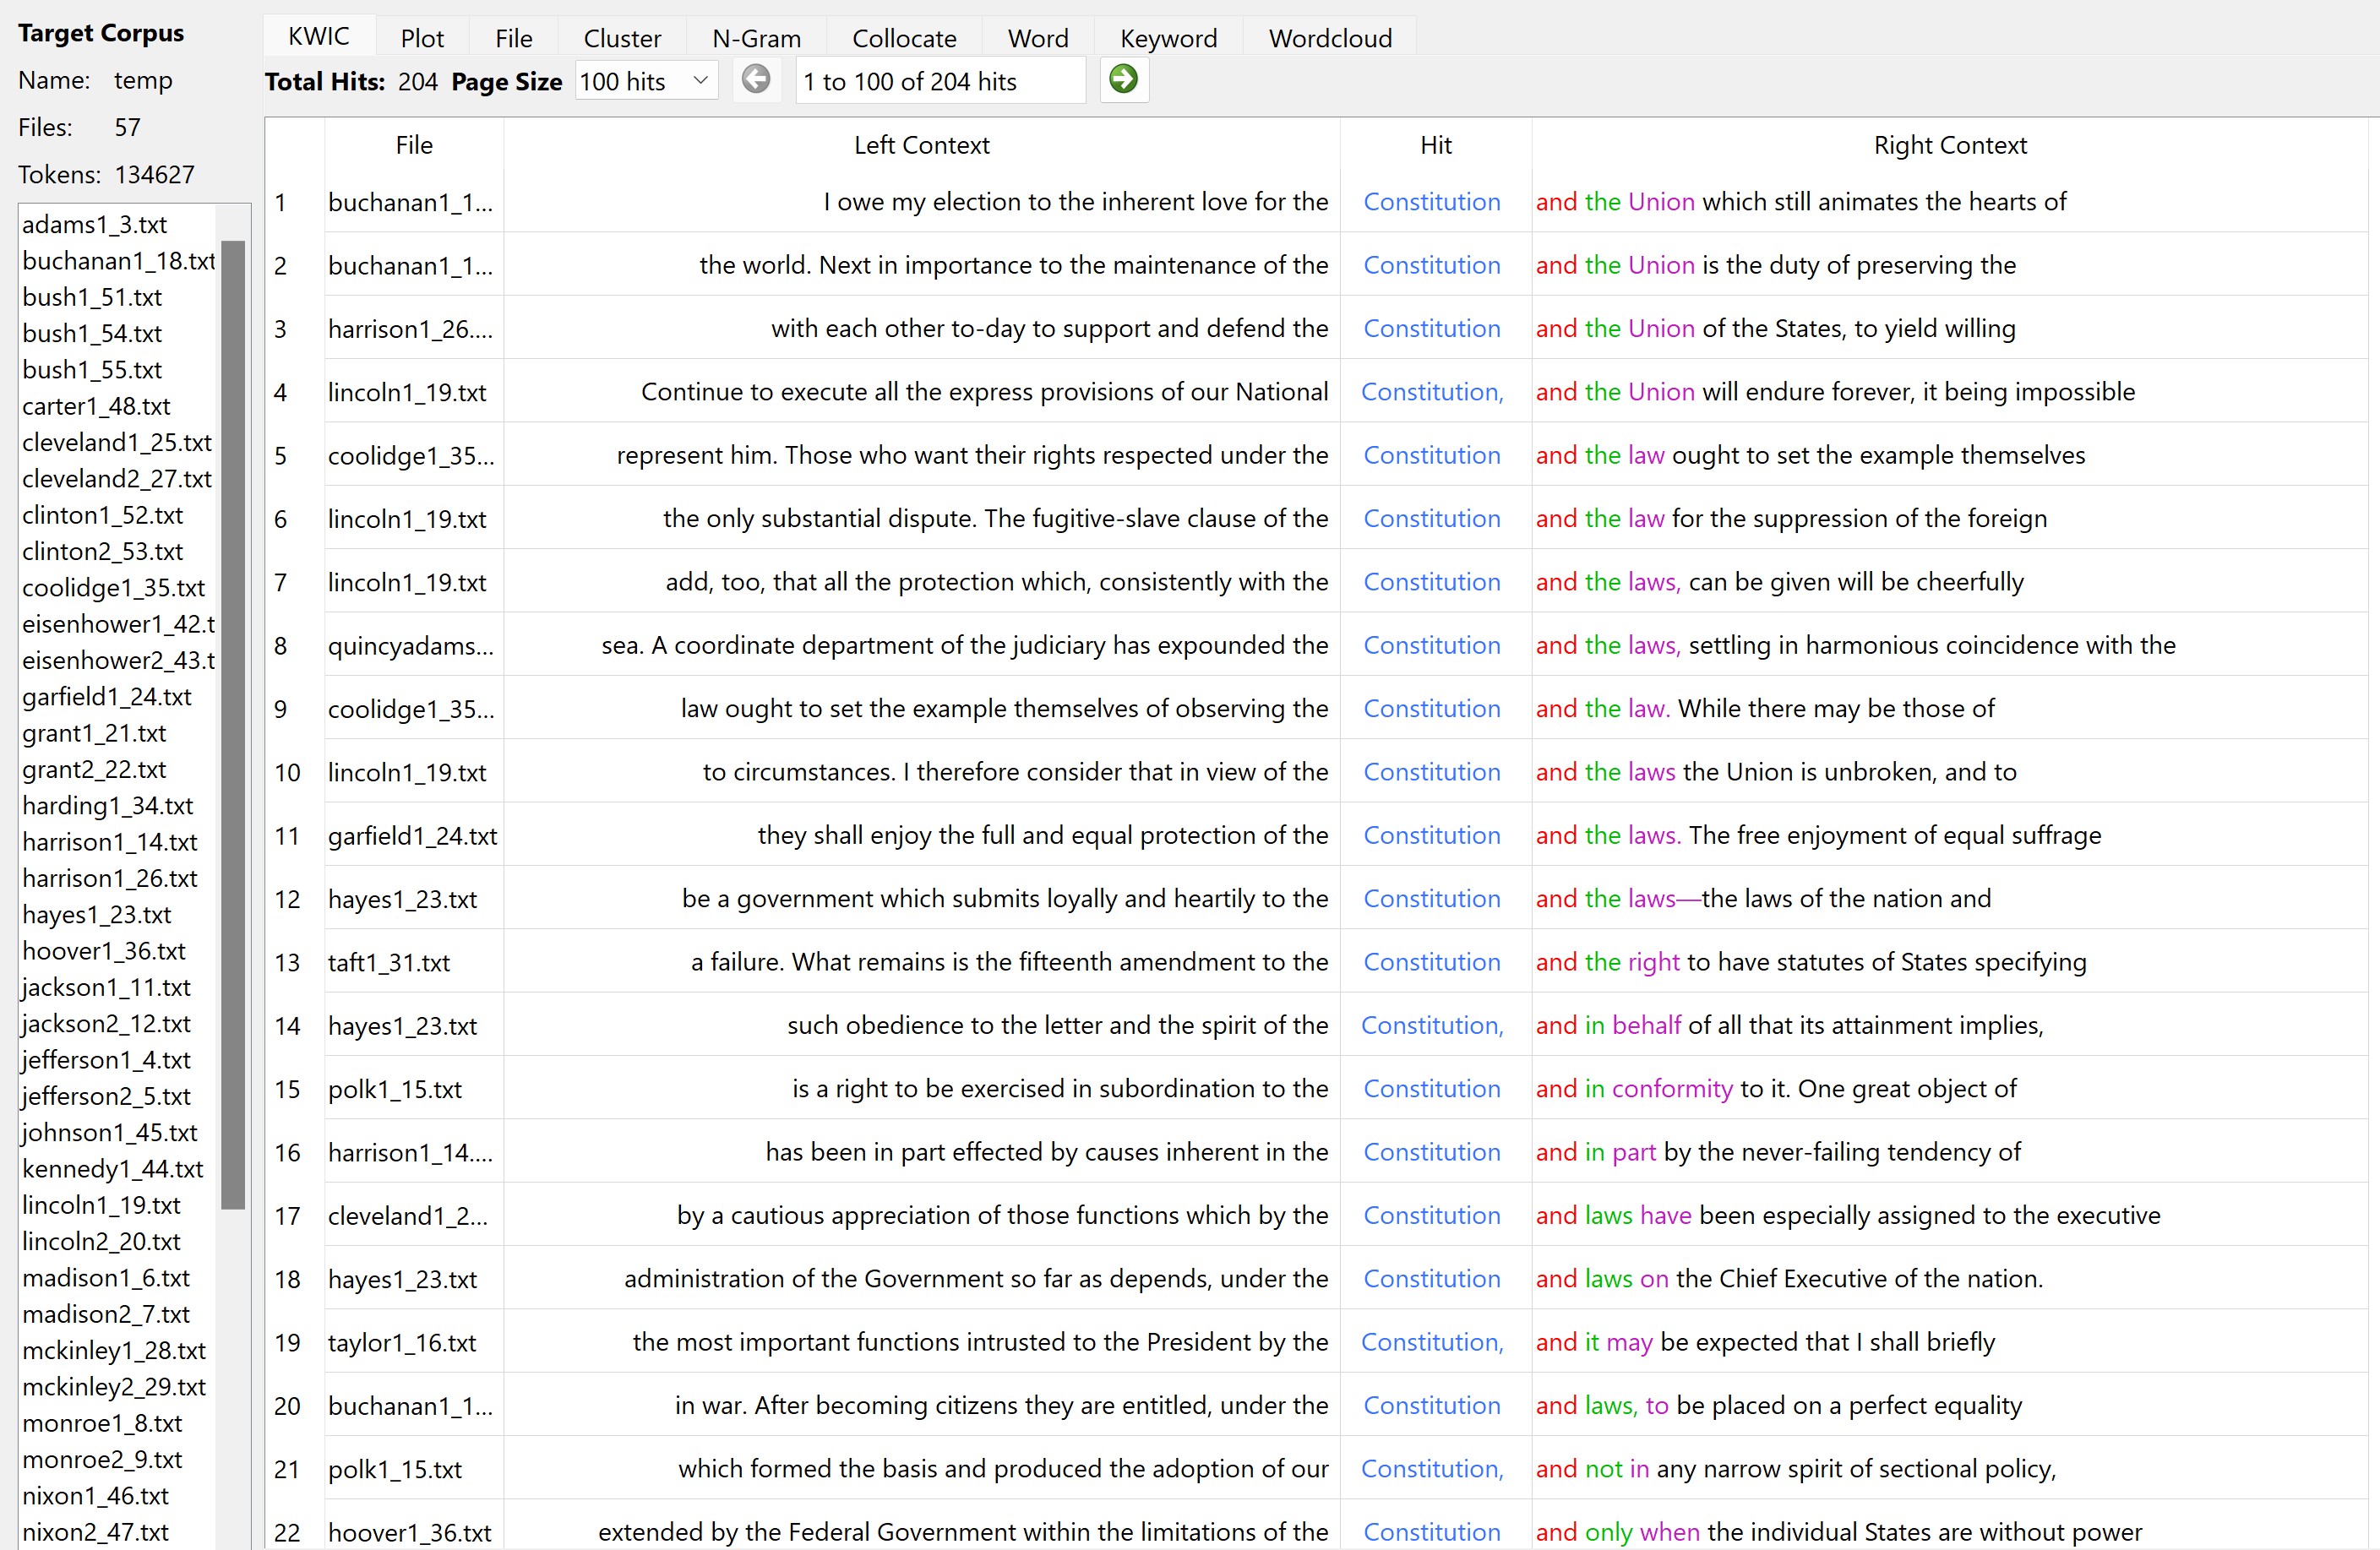 Target Corpus
Name: temp
Files: 57
Tokens: 134627
adams1_3.txt
buchanan1_18.txt
bush1_51.txt
bush1_54.txt
bush1_55.txt
carter1_48.txt
cleveland1_25.txt
cleveland2_27.txt
clinton1_52.txt
clinton2_53.txt
coolidge1_35.txt
eisenhower1_42.t
eisenhower2_43.t
garfield1_24.txt
grant1_21.txt
grant2_22.txt
harding1_34.txt
harrison1_14.txt
harrison1_26.txt
hayes1_23.txt
hoover1_36.txt
jackson1_11.txt
jackson2_12.txt
jefferson1_4.txt
jefferson2_5.txt
johnson1_45.txt
kennedy1_44.txt
lincoln1_19.txt
lincoln2_20.txt
madison1_6.txt
madison2_7.txt
mckinley1_28.txt
mckinley2_29.txt
monroe1_8.txt
monroe2_9.txt
nixon1_46.txt
nixon2_47.txt
KWIC Plot File Cluster N-Gram Collocate Word Keyword Wordcloud
Total Hits: 204 Page Size 100 hits 1 to 100 of 204 hits
File Left Context Hit Right Context
1 buchanan1_1... I owe my election to the inherent love for the Constitution and the Union which still animates the hearts of
2 buchanan1_1... the world. Next in importance to the maintenance of the Constitution and the Union is the duty of preserving the
3 harrison1_26.... with each other to-day to support and defend the Constitution and the Union of the States, to yield willing
4 lincoln1_19.txt Continue to execute all the express provisions of our National Constitution, and the Union will endure forever, it being impossible
5 coolidge1_35... represent him. Those who want their rights respected under the Constitution and the law ought to set the example themselves
6 lincoln1_19.txt the only substantial dispute. The fugitive-slave clause of the Constitution and the law for the suppression of the foreign
7 lincoln1_19.txt add, too, that all the protection which, consistently with the Constitution and the laws, can be given will be cheerfully
8 quincyadams... sea. A coordinate department of the judiciary has expounded the Constitution and the laws, settling in harmonious coincidence with the
9 coolidge1_35... law ought to set the example themselves of observing the Constitution and the law. While there may be those of
10 lincoln1_19.txt to circumstances. I therefore consider that in view of the Constitution and the laws the Union is unbroken, and to
11 garfield1_24.txt they shall enjoy the full and equal protection of the Constitution and the laws. The free enjoyment of equal suffrage
12 hayes1_23.txt be a government which submits loyally and heartily to the Constitution and the laws—the laws of the nation and
13 taft1_31.txt a failure. What remains is the fifteenth amendment to the Constitution and the right to have statutes of States specifying
14 hayes1_23.txt such obedience to the letter and the spirit of the Constitution, and in behalf of all that its attainment implies,
15 polk1_15.txt is a right to be exercised in subordination to the Constitution and in conformity to it. One great object of
16 harrison1_14.... has been in part effected by causes inherent in the Constitution and in part by the never-failing tendency of
17 cleveland1_2... by a cautious appreciation of those functions which by the Constitution and laws have been especially assigned to the executive
18 hayes1_23.txt administration of the Government so far as depends, under the Constitution and laws on the Chief Executive of the nation.
19 taylor1_16.txt the most important functions intrusted to the President by the Constitution, and it may be expected that I shall briefly
20 buchanan1_1... in war. After becoming citizens they are entitled, under the Constitution and laws, to be placed on a perfect equality
21 polk1_15.txt which formed the basis and produced the adoption of our Constitution, and not in any narrow spirit of sectional policy,
22 hoover1_36.txt extended by the Federal Government within the limitations of the Constitution and only when the individual States are without power